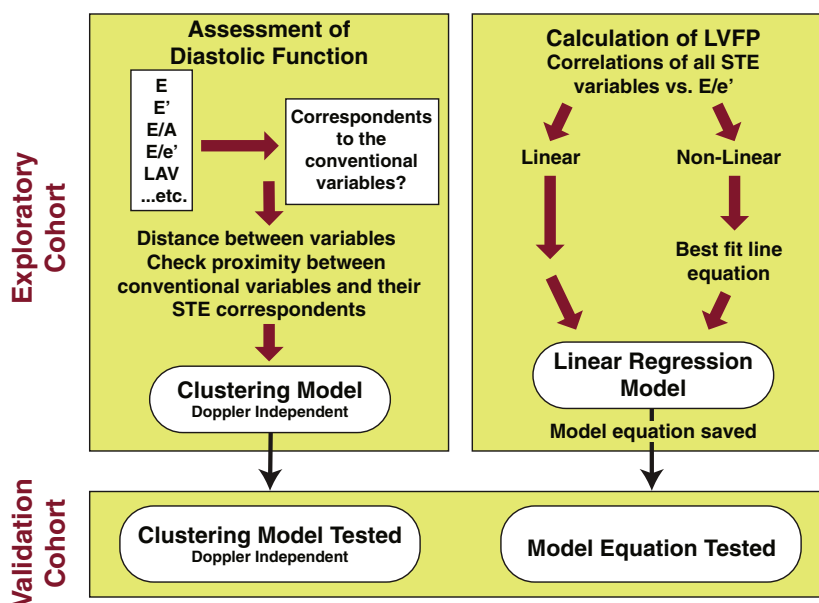 Exploratory
Cohort
Assessment of
Diastolic Function
E
E'
E/A
E/e'
LAV
...etc.
Correspondents
to the
conventional
variables?
Distance between variables
Check proximity between
conventional variables and their
STE correspondents
Clustering Model
Doppler Independent
Calculation of LVFP
Correlations of all STE
variables vs. E/e'
Linear
Non-Linear
Best fit line
equation
Linear Regression
Model
Model equation saved
Validation
Cohort
Clustering Model Tested
Doppler Independent
Model Equation Tested